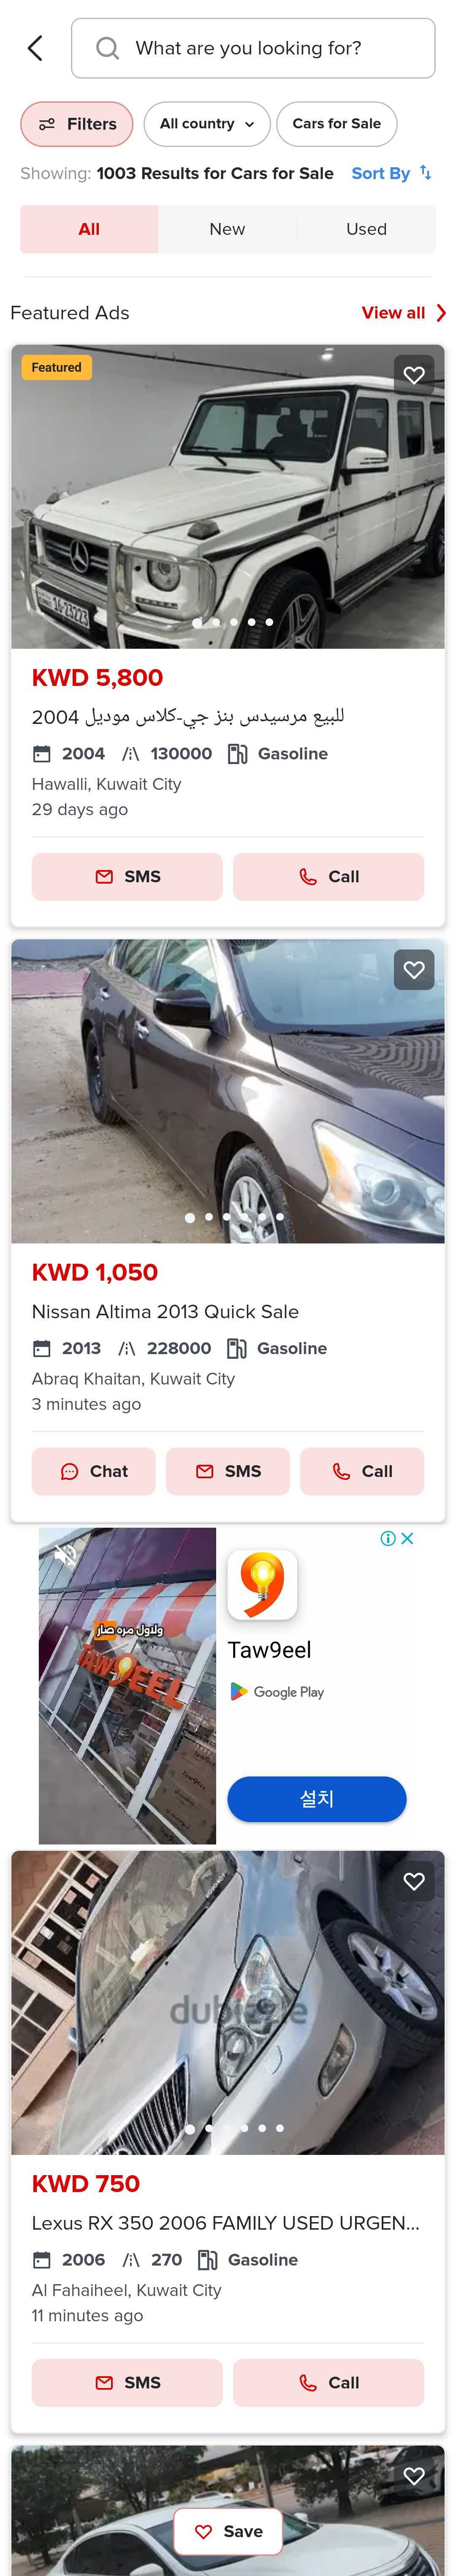 What are you looking for?
Filters
All country
Cars for Sale
Showing: 1003 Results for Cars for Sale
Sort By
All
New
Used
Featured Ads
View all
Featured
KWD 5,800
للبيع مرسيدس بنز جي-كلاس موديل 2004
2004
130000
Gasoline
Hawalli, Kuwait City
29 days ago
SMS
Call
KWD 1,050
Nissan Altima 2013 Quick Sale
2013
228000
Gasoline
Abraq Khaitan, Kuwait City
3 minutes ago
Chat
SMS
Call
ولاول مره صار
TAW9EEL
Taw9eel
Google Play
설치
dubizzle
KWD 750
Lexus RX 350 2006 FAMILY USED URGEN...
2006
270
Gasoline
Al Fahaiheel, Kuwait City
11 minutes ago
SMS
Call
Save